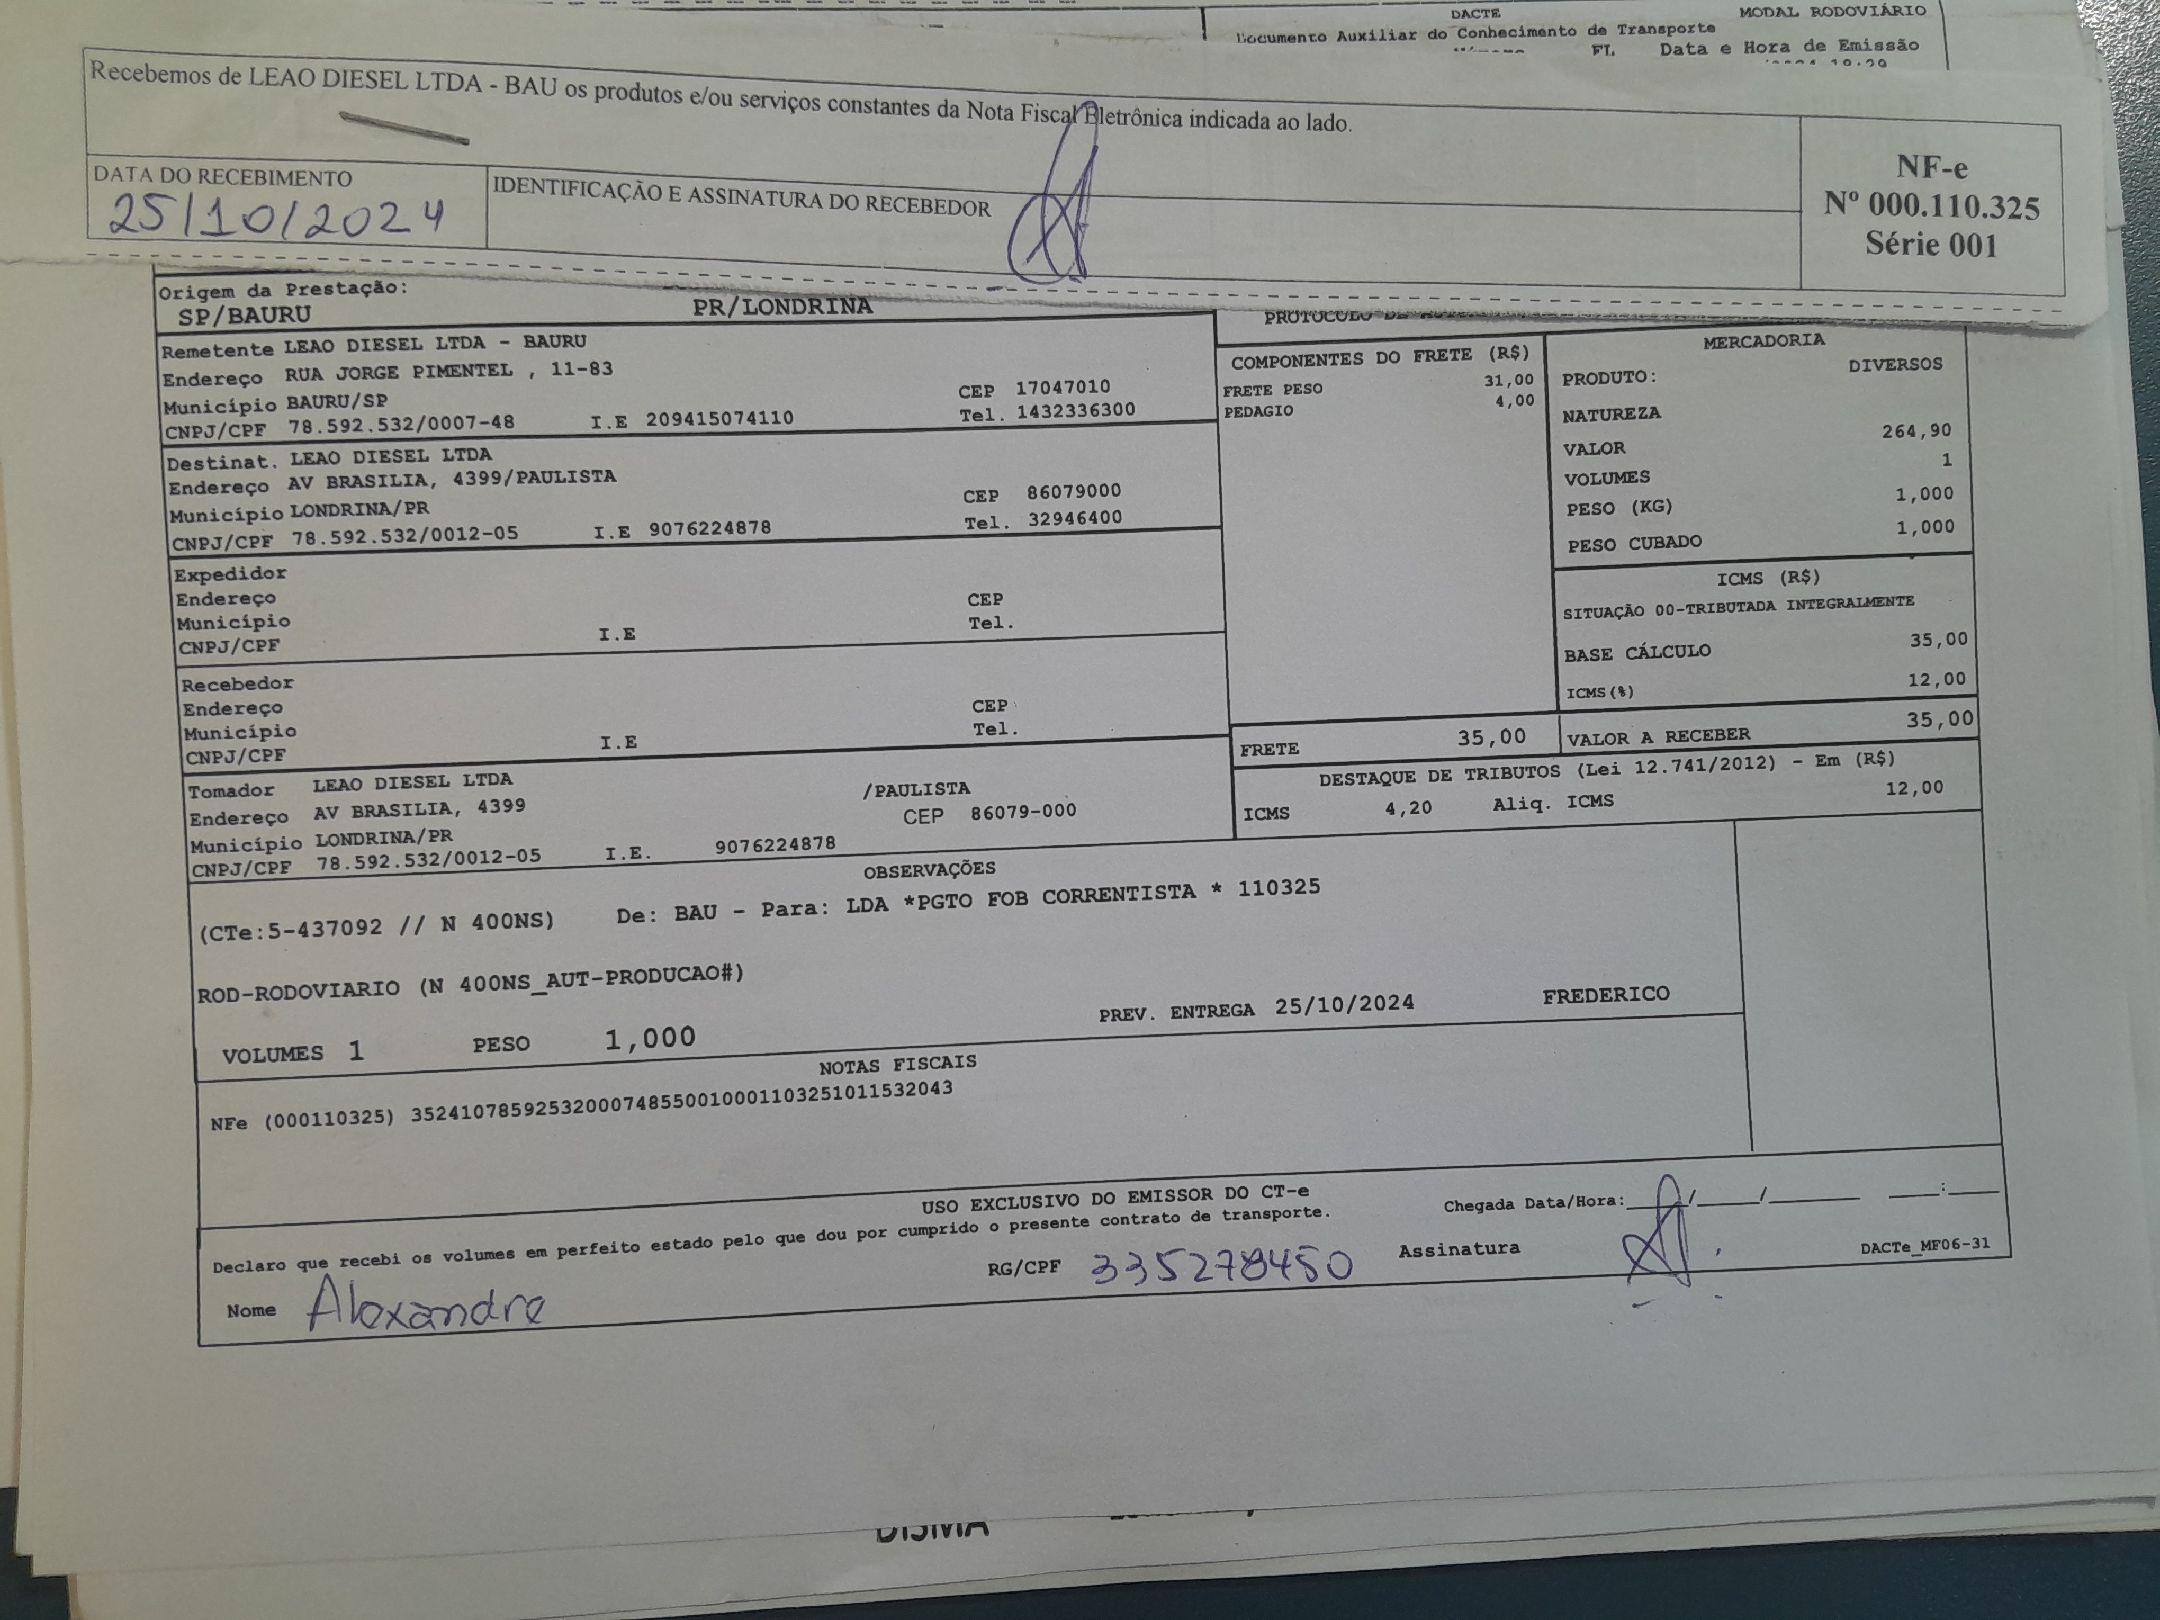 DACTE MODAL RODOVIÁRIO
Documento Auxiliar do Conhecimento de Transporte
FL Data e Hora de Emissão
Recebemos de LEAO DIESEL LTDA - BAU os produtos e/ou serviços constantes da Nota Fiscal Eletrônica indicada ao lado.
DATA DO RECEBIMENTO
25/10/2024
IDENTIFICAÇÃO E ASSINATURA DO RECEBEDOR
NF-e
Nº 000.110.325
Série 001
Origem da Prestação:
SP/BAURU PR/LONDRINA
Remetente LEAO DIESEL LTDA - BAURU
Endereço RUA JORGE PIMENTEL , 11-83
Município BAURU/SP CEP 17047010
CNPJ/CPF 78.592.532/0007-48 I.E 209415074110 Tel. 1432336300
Destinat. LEAO DIESEL LTDA
Endereço AV BRASILIA, 4399/PAULISTA
Município LONDRINA/PR CEP 86079000
CNPJ/CPF 78.592.532/0012-05 I.E 9076224878 Tel. 32946400
Expedidor
Endereço CEP
Município Tel.
CNPJ/CPF I.E
Recebedor
Endereço CEP
Município Tel.
CNPJ/CPF I.E
Tomador LEAO DIESEL LTDA
Endereço AV BRASILIA, 4399 /PAULISTA
Município LONDRINA/PR CEP 86079-000
CNPJ/CPF 78.592.532/0012-05 I.E. 9076224878
COMPONENTES DO FRETE (R$)
FRETE PESO 31,00
PEDAGIO 4,00
MERCADORIA
PRODUTO: DIVERSOS
NATUREZA
VALOR 264,90
VOLUMES 1
PESO (KG) 1,000
PESO CUBADO 1,000
ICMS (R$)
SITUAÇÃO 00-TRIBUTADA INTEGRALMENTE
BASE CÁLCULO 35,00
ICMS(%) 12,00
FRETE 35,00 VALOR A RECEBER 35,00
DESTAQUE DE TRIBUTOS (Lei 12.741/2012) - Em (R$)
ICMS 4,20 Aliq. ICMS 12,00
OBSERVAÇÕES
(CTe:5-437092 // N 400NS) De: BAU - Para: LDA *PGTO FOB CORRENTISTA * 110325
ROD-RODOVIARIO (N 400NS_AUT-PRODUCAO#)
PREV. ENTREGA 25/10/2024 FREDERICO
VOLUMES 1 PESO 1,000
NOTAS FISCAIS
NFe (000110325) 35241078592532000748550010001103251011532043
USO EXCLUSIVO DO EMISSOR DO CT-e
Declaro que recebi os volumes em perfeito estado pelo que dou por cumprido o presente contrato de transporte.
Chegada Data/Hora:___/____/______ ____:____
Nome Alexandre RG/CPF 335278450 Assinatura DACTe_MF06-31